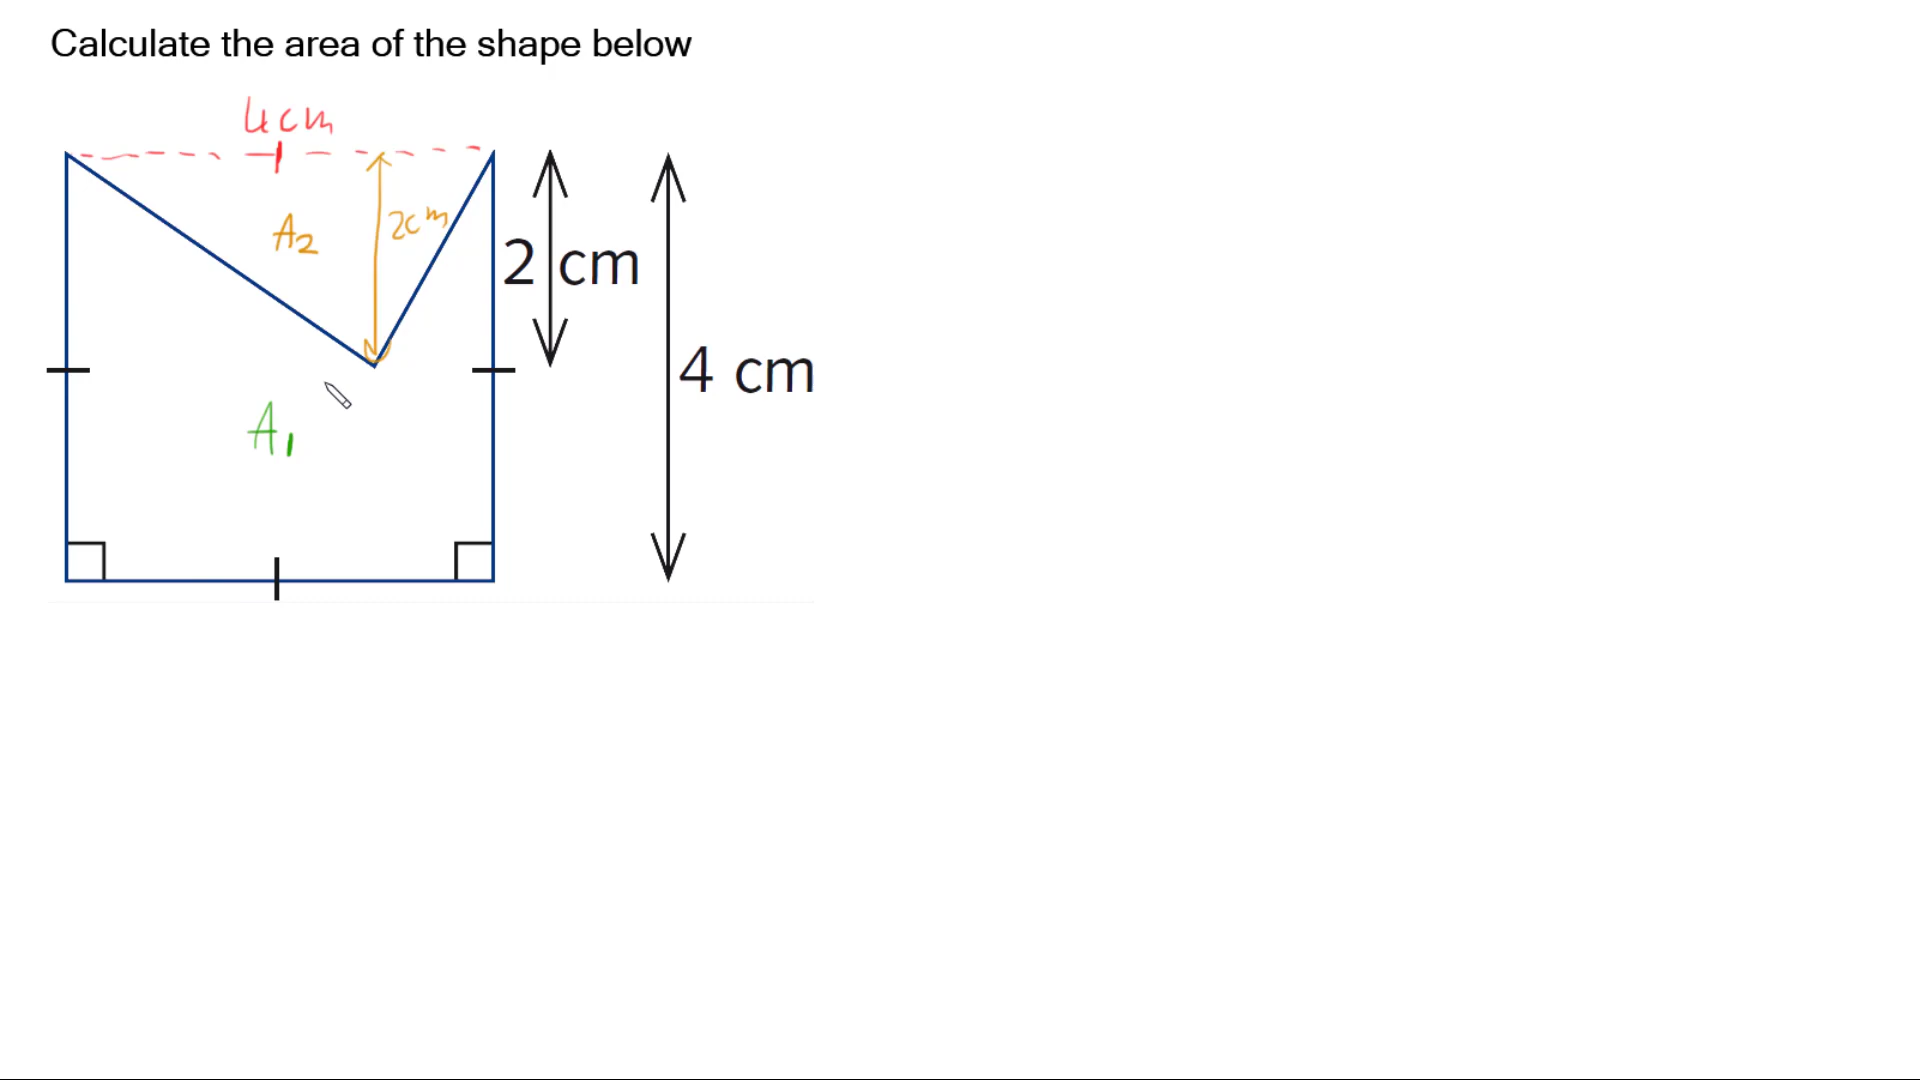 Calculate the area of the shape below
4cm
A2
2cm
2 cm
4 cm
A1